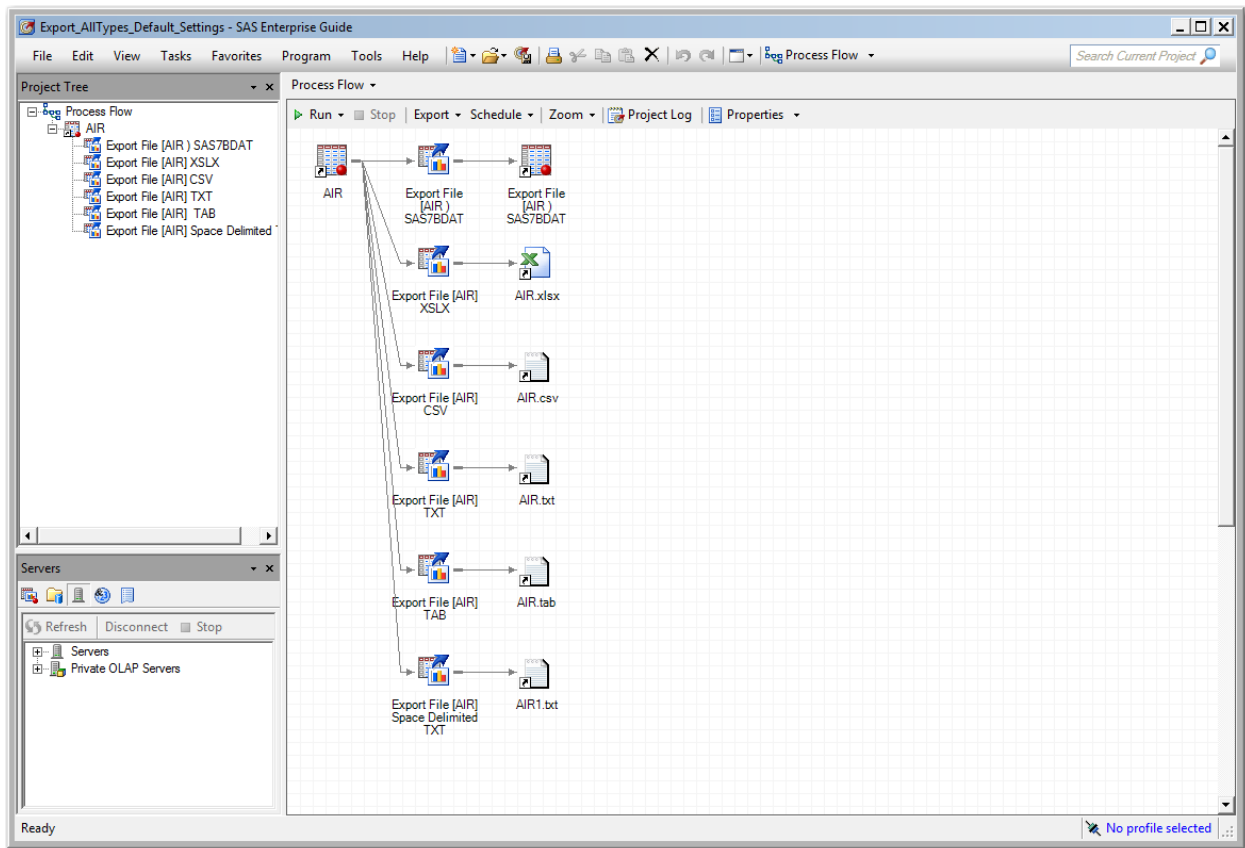 Export_AllTypes_Default_Settings - SAS Enterprise Guide
File Edit View Tasks Favorites Program Tools Help Process Flow Search Current Project
Project Tree
Process Flow
AIR
Export File [AIR ) SAS7BDAT
Export File [AIR] XSLX
Export File [AIR] CSV
Export File [AIR] TXT
Export File [AIR] TAB
Export File [AIR] Space Delimited
Process Flow
Run Stop Export Schedule Zoom Project Log Properties
AIR
Export File
[AIR )
SAS7BDAT
Export File
[AIR )
SAS7BDAT
Export File [AIR]
XSLX
AIR.xlsx
Export File [AIR]
CSV
AIR.csv
Export File [AIR]
TXT
AIR.txt
Export File [AIR]
TAB
AIR.tab
Export File [AIR]
Space Delimited
TXT
AIR1.txt
Servers
Refresh Disconnect Stop
Servers
Private OLAP Servers
Ready
No profile selected